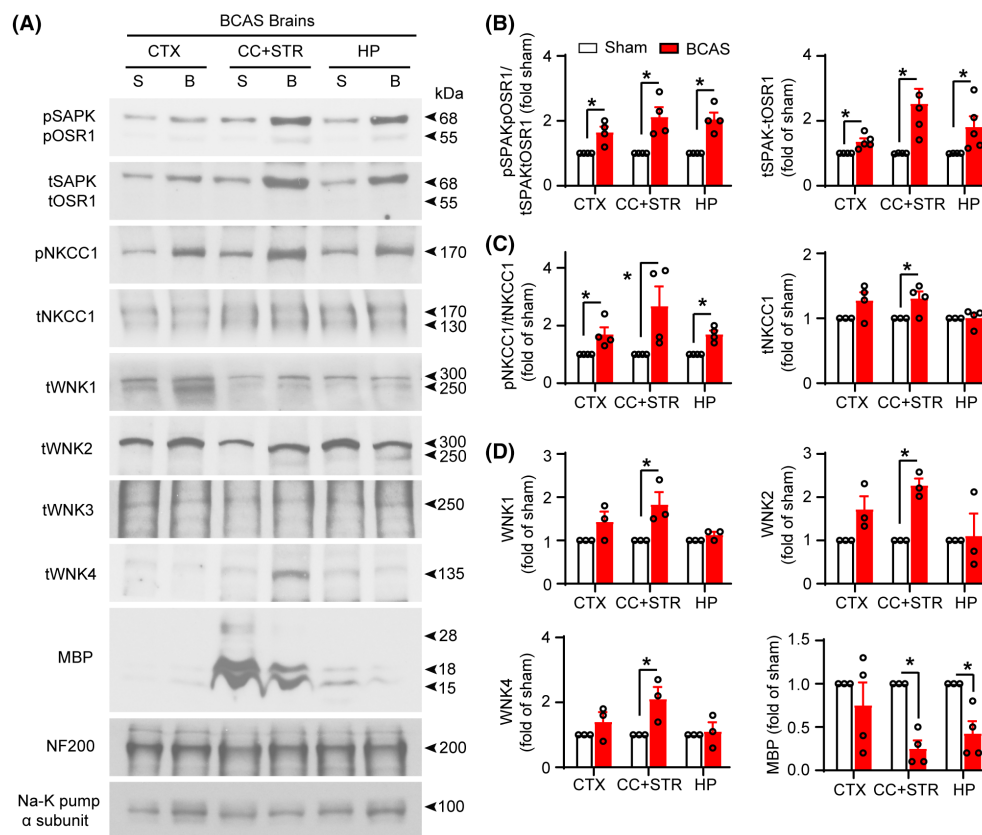 (A)
BCAS Brains
CTX CC+STR HP
S B S B S B
kDa
pSAPK
pOSR1
68
55
tSAPK
tOSR1
68
55
pNKCC1
170
tNKCC1
170
130
tWNK1
300
250
tWNK2
300
250
tWNK3
250
tWNK4
135
MBP
28
18
15
NF200
200
Na-K pump
α subunit
100
(B)
Sham BCAS
pSPAKpOSR1/
tSPAKtOSR1 (fold sham)
4
2
0
* * *
CTX CC+STR HP
tSPAK-tOSR1
(fold of sham)
4
2
0
* * *
CTX CC+STR HP
(C)
pNKCC1/tNKCC1
(fold of sham)
4
2
0
* * *
CTX CC+STR HP
tNKCC1
(fold of sham)
2
1
0
*
CTX CC+STR HP
(D)
WNK1
(fold of sham)
3
2
1
0
*
CTX CC+STR HP
WNK2
(fold of sham)
3
2
1
0
*
CTX CC+STR HP
WNK4
(fold of sham)
4
2
0
*
CTX CC+STR HP
MBP (fold of sham)
1.5
1.0
0.5
0.0
* *
CTX CC+STR HP